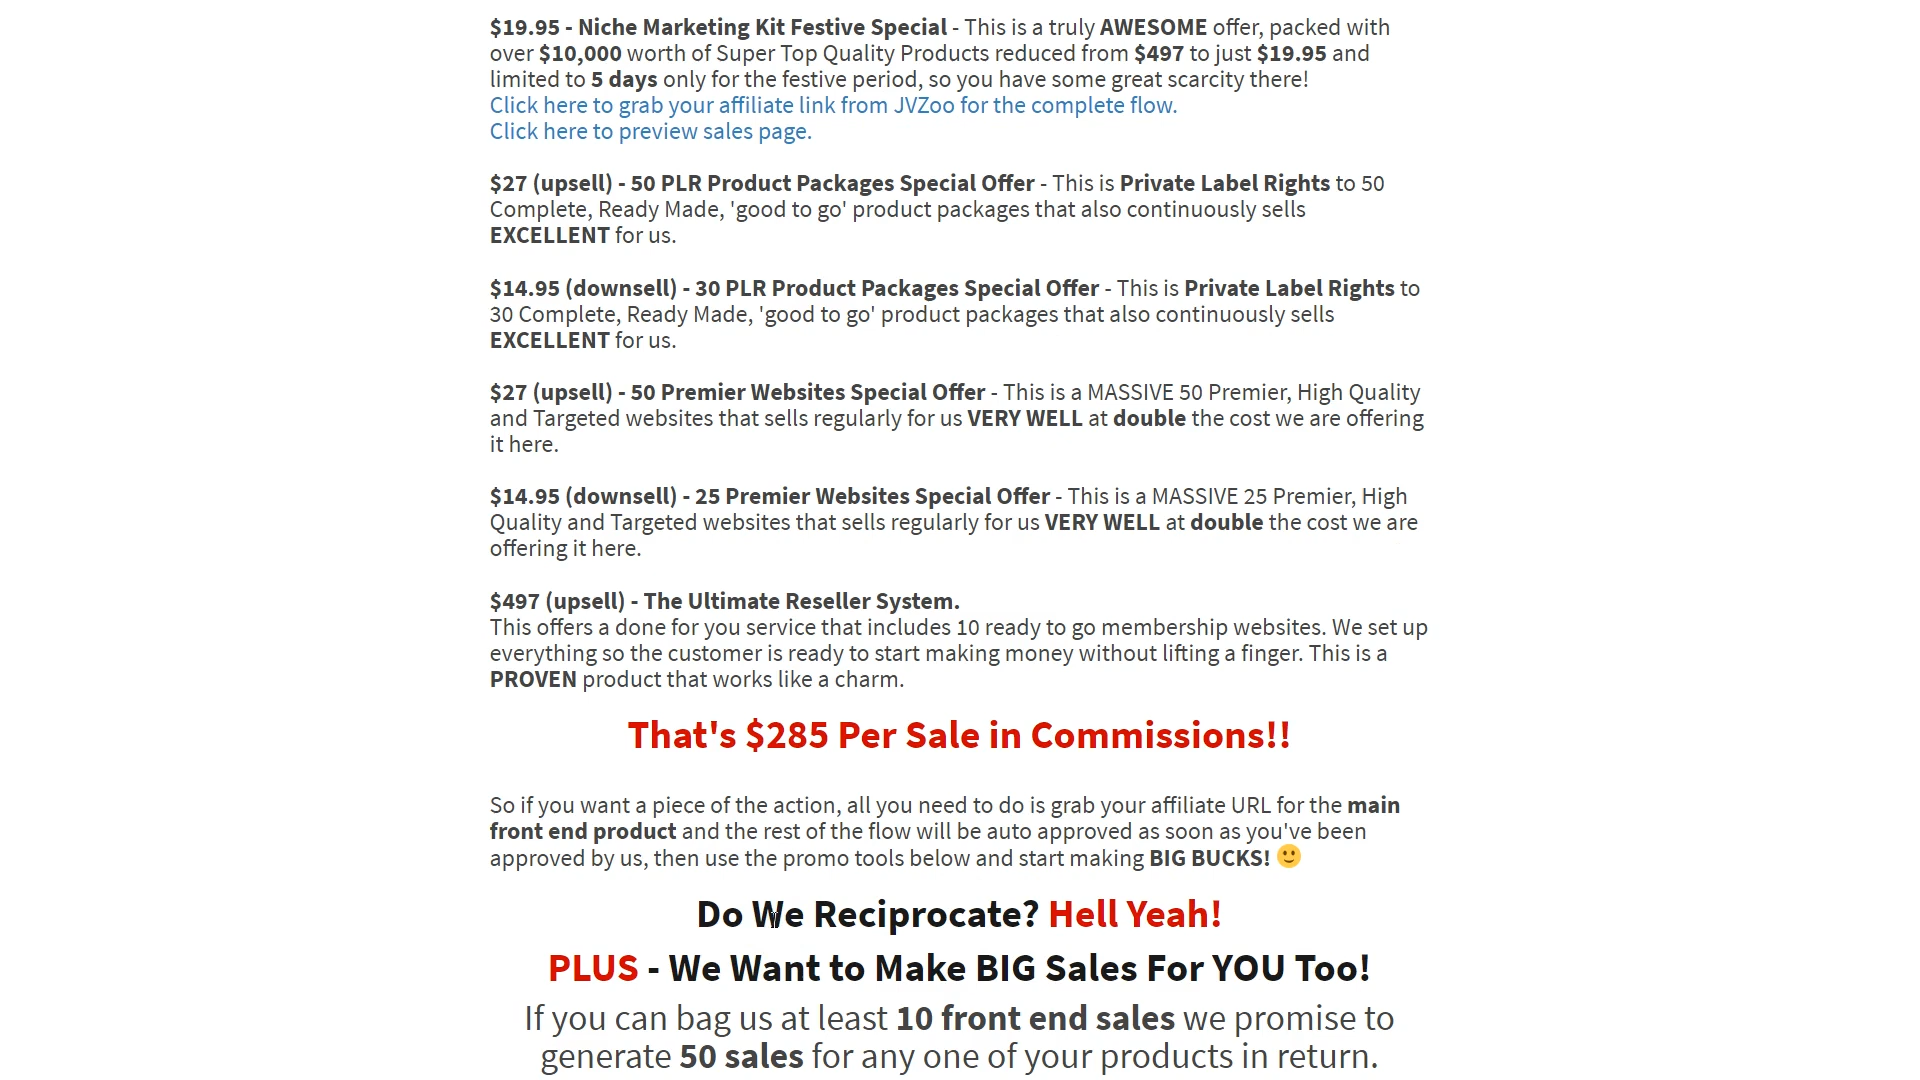 $19.95 - Niche Marketing Kit Festive Special - This is a truly AWESOME offer, packed with
over $10,000 worth of Super Top Quality Products reduced from $497 to just $19.95 and
limited to 5 days only for the festive period, so you have some great scarcity there!
Click here to grab your affiliate link from JVZoo for the complete flow.
Click here to preview sales page.
$27 (upsell) - 50 PLR Product Packages Special Offer - This is Private Label Rights to 50
Complete, Ready Made, 'good to go' product packages that also continuously sells
EXCELLENT for us.
$14.95 (downsell) - 30 PLR Product Packages Special Offer - This is Private Label Rights to
30 Complete, Ready Made, 'good to go' product packages that also continuously sells
EXCELLENT for us.
$27 (upsell) - 50 Premier Websites Special Offer - This is a MASSIVE 50 Premier, High Quality
and Targeted websites that sells regularly for us VERY WELL at double the cost we are offering
it here.
$14.95 (downsell) - 25 Premier Websites Special Offer - This is a MASSIVE 25 Premier, High
Quality and Targeted websites that sells regularly for us VERY WELL at double the cost we are
offering it here.
$497 (upsell) - The Ultimate Reseller System.
This offers a done for you service that includes 10 ready to go membership websites. We set up
everything so the customer is ready to start making money without lifting a finger. This is a
PROVEN product that works like a charm.
That's $285 Per Sale in Commissions!!
So if you want a piece of the action, all you need to do is grab your affiliate URL for the main
front end product and the rest of the flow will be auto approved as soon as you've been
approved by us, then use the promo tools below and start making BIG BUCKS! 🙂
Do We Reciprocate? Hell Yeah!
PLUS - We Want to Make BIG Sales For YOU Too!
If you can bag us at least 10 front end sales we promise to
generate 50 sales for any one of your products in return.